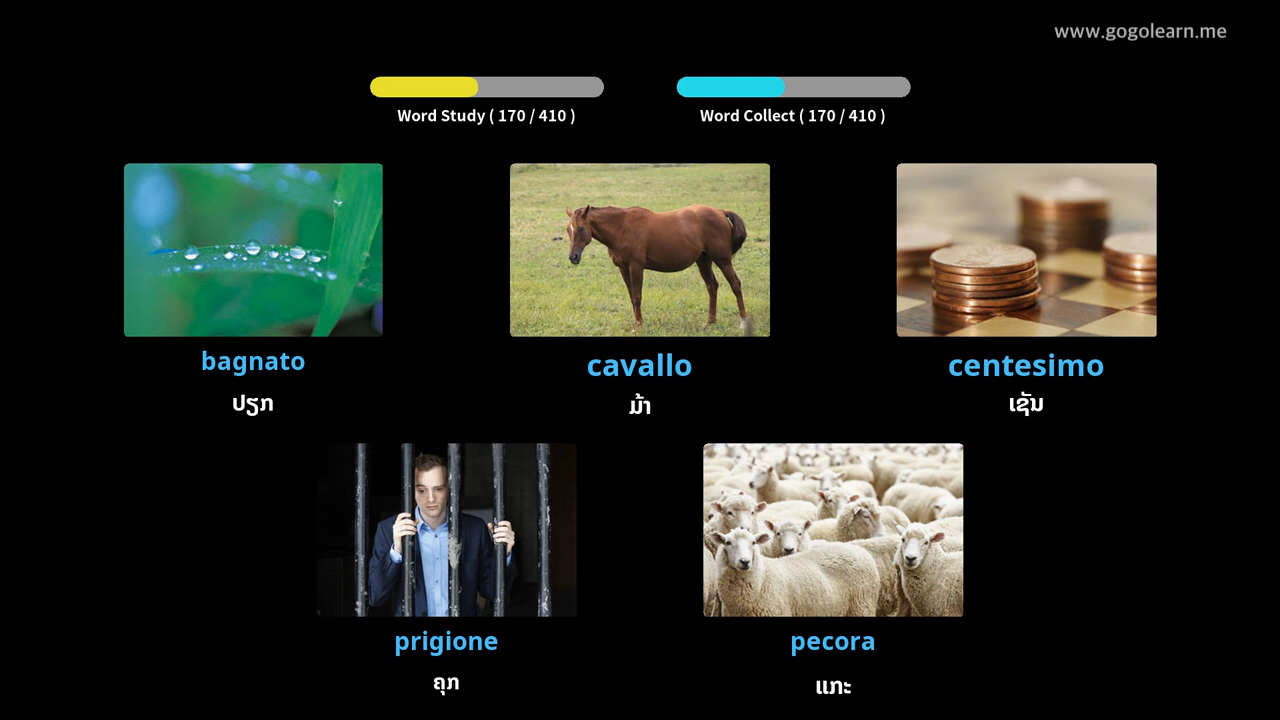 www.gogolearn.me
Word Study ( 170 / 410 )
Word Collect ( 170 / 410 )
bagnato
ປຽກ
cavallo
ມ້າ
centesimo
ເຊັນ
prigione
ຄຸກ
pecora
ແກະ